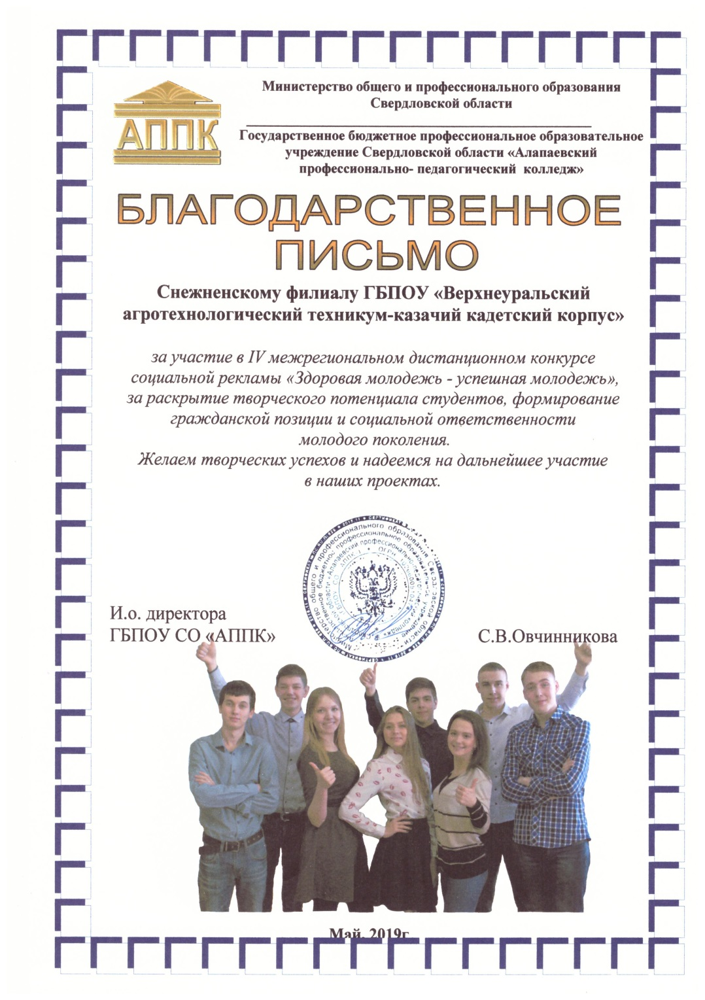 АППК
Министерство общего и профессионального образования
Свердловской области
Государственное бюджетное профессиональное образовательное
учреждение Свердловской области «Алапаевский
профессионально- педагогический колледж»
БЛАГОДАРСТВЕННОЕ
ПИСЬМО
Снежненскому филиалу ГБПОУ «Верхнеуральский
агротехнологический техникум-казачий кадетский корпус»
за участие в IV межрегиональном дистанционном конкурсе
социальной рекламы «Здоровая молодежь - успешная молодежь»,
за раскрытие творческого потенциала студентов, формирование
гражданской позиции и социальной ответственности
молодого поколения.
Желаем творческих успехов и надеемся на дальнейшее участие
в наших проектах.
И.о. директора
ГБПОУ СО «АППК»
С.В.Овчинникова
Май, 2019г